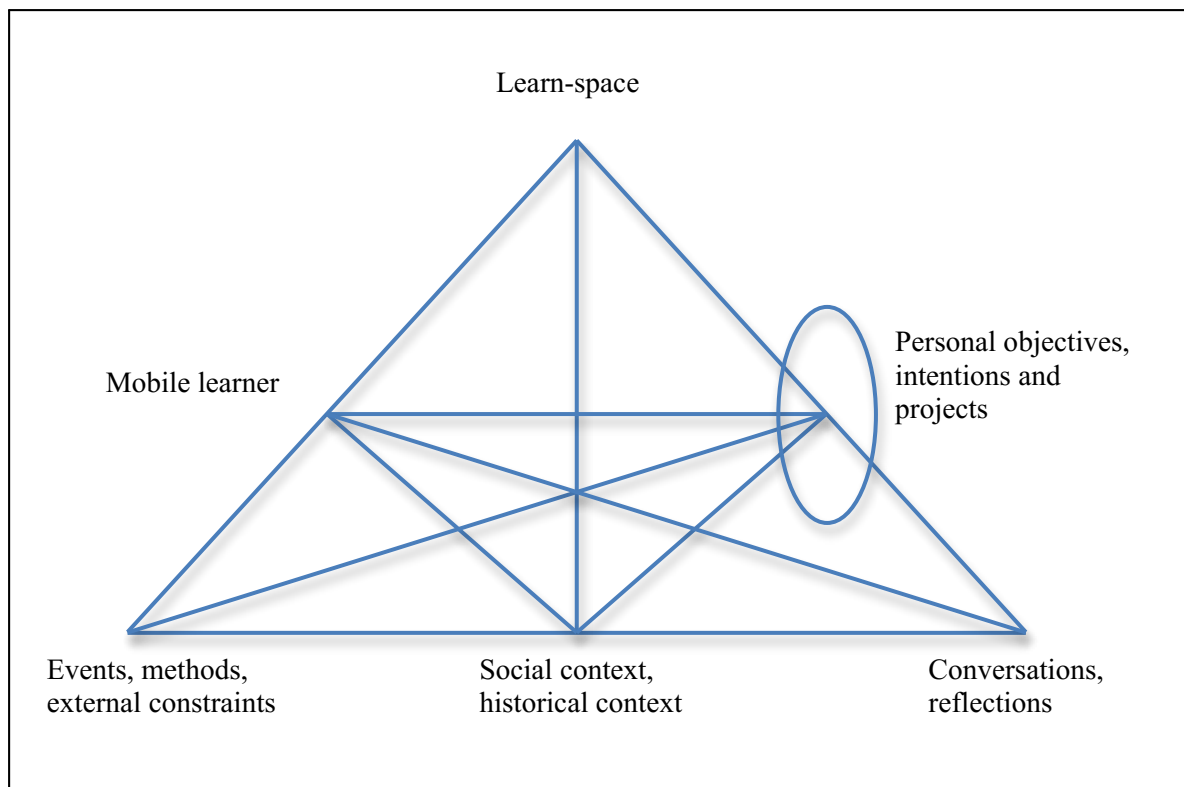 Learn-space
Mobile learner
Personal objectives,
intentions and
projects
Events, methods,
external constraints
Social context,
historical context
Conversations,
reflections